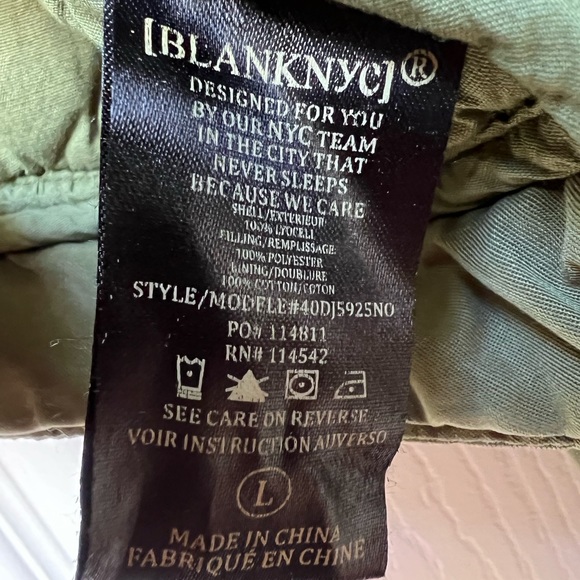 [BLANKNYC]®
DESIGNED FOR YOU
BY OUR NYC TEAM
IN THE CITY THAT
NEVER SLEEPS
BECAUSE WE CARE
SHELL/EXTERIEUR
100% LYOCELL
FILLING/REMPLISSAGE
100% POLYESTER
LINING/DOUBLURE
100% COTTON/COTON
STYLE/MODELE#40DJ5925NO
PO# 114811
RN# 114542
SEE CARE ON REVERSE
VOIR INSTRUCTION AUVERSO
L
MADE IN CHINA
FABRIQUÉ EN CHINE